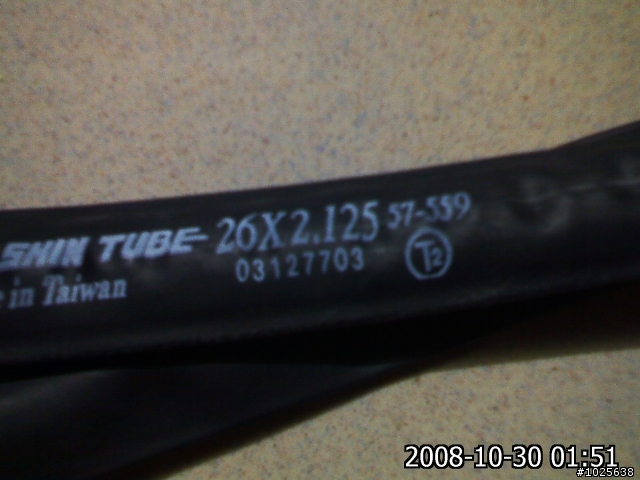 SHIN TUBE 26X2.125 57-559
03127703 T2
in Taiwan
2008-10-30 01:51
#1025638